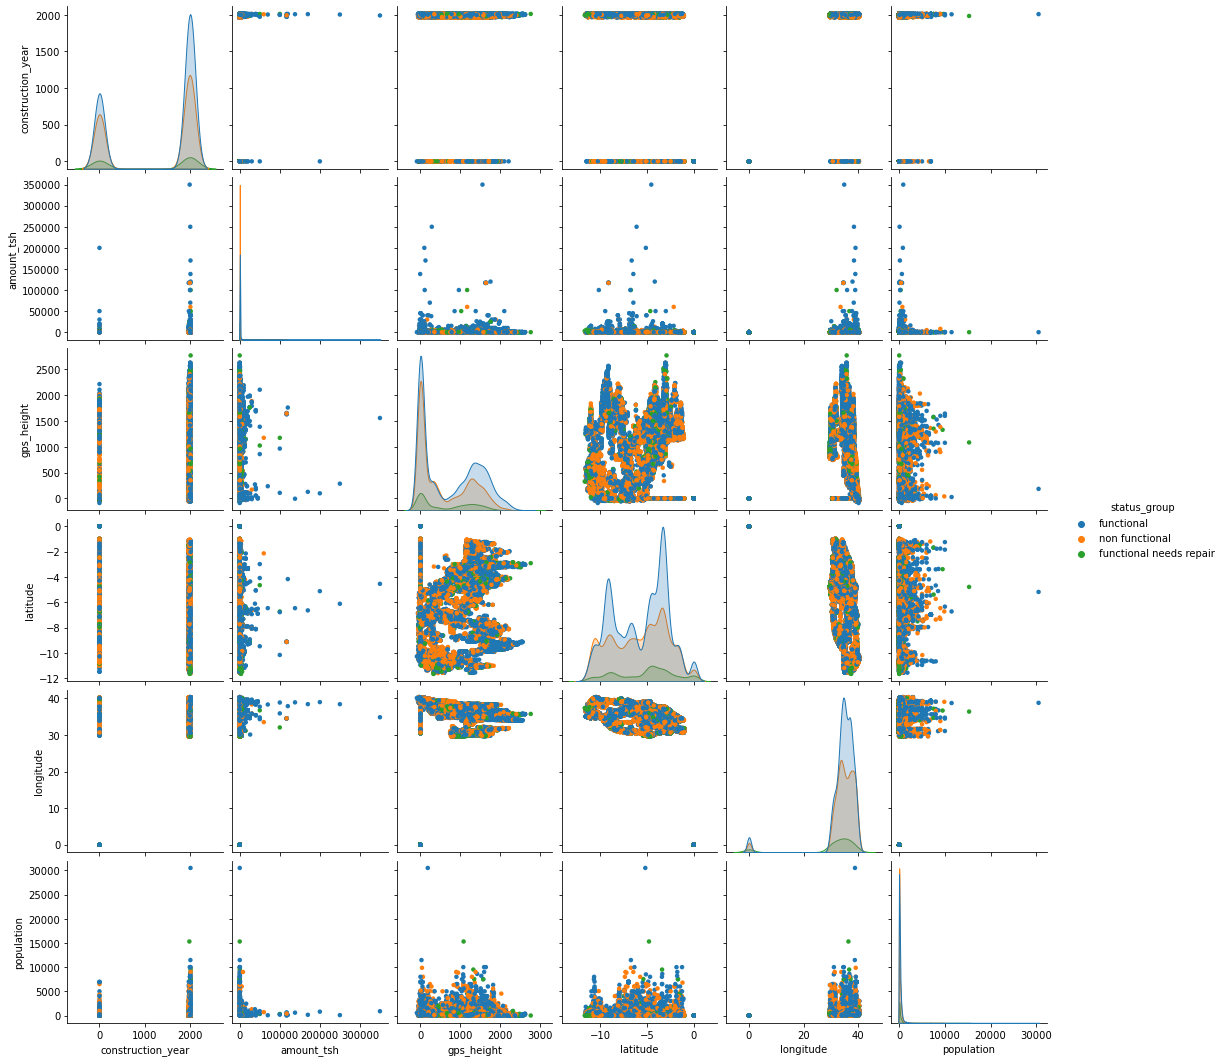 2000
1500
1000
500
0
construction_year
350000
300000
250000
200000
150000
100000
50000
0
amount_tsh
2500
2000
1500
1000
500
0
gps_height
status_group
functional
non functional
functional needs repair
0
−2
−4
−6
−8
−10
−12
latitude
40
30
20
10
0
longitude
30000
25000
20000
15000
10000
5000
0
population
0 1000 2000
construction_year
0 100000 200000 300000
amount_tsh
0 1000 2000 3000
gps_height
−10 −5 0
latitude
0 20 40
longitude
0 10000 20000 30000
population